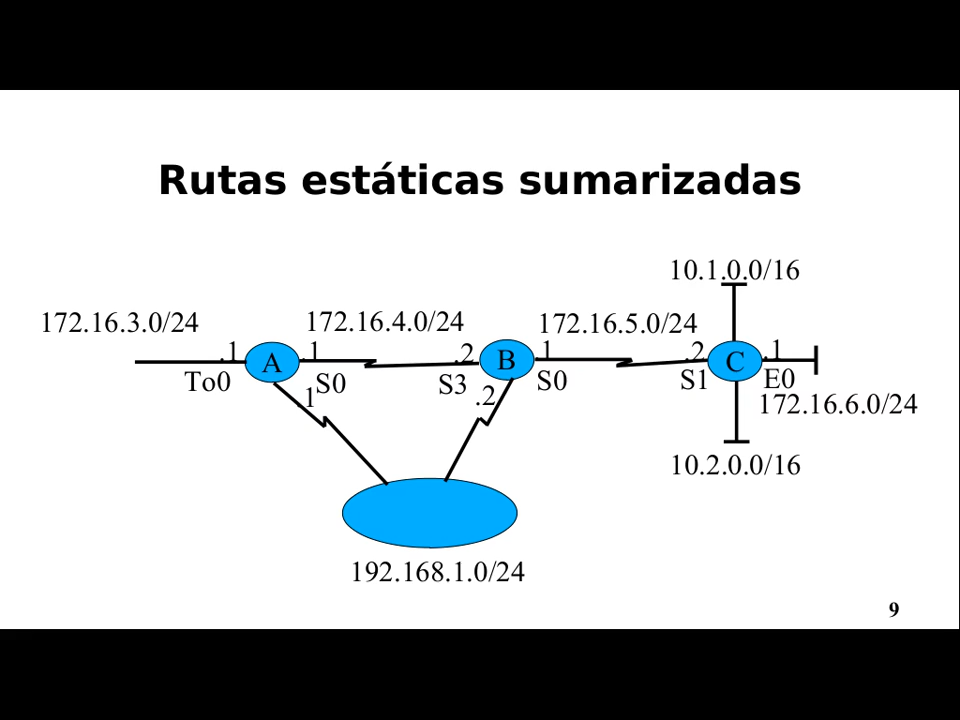 Rutas estáticas sumarizadas
10.1.0.0/16
172.16.3.0/24
172.16.4.0/24
172.16.5.0/24
.1
A
.1
.2
B
.1
.2
C
.1
To0
S0
S3
S0
S1
E0
.1
.2
172.16.6.0/24
10.2.0.0/16
192.168.1.0/24
9